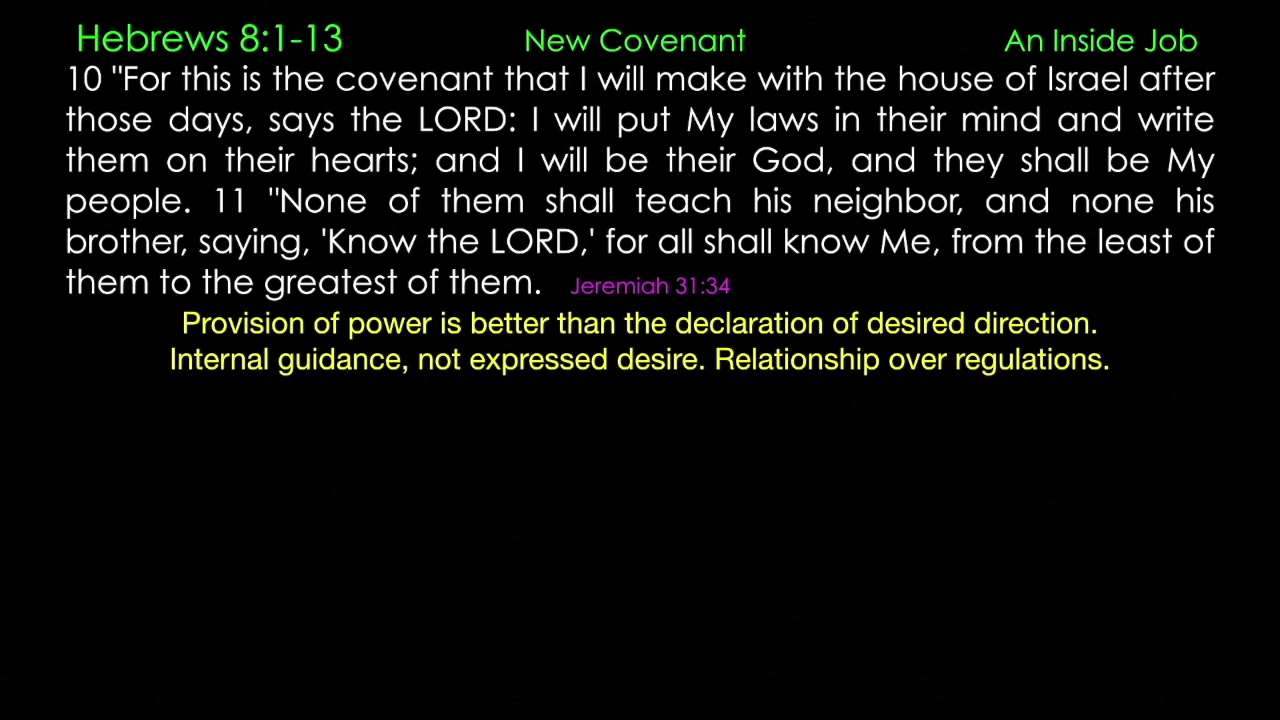 Hebrews 8:1-13 New Covenant An Inside Job
10 "For this is the covenant that I will make with the house of Israel after
those days, says the LORD: I will put My laws in their mind and write
them on their hearts; and I will be their God, and they shall be My
people. 11 "None of them shall teach his neighbor, and none his
brother, saying, 'Know the LORD,' for all shall know Me, from the least of
them to the greatest of them. Jeremiah 31:34
Provision of power is better than the declaration of desired direction.
Internal guidance, not expressed desire. Relationship over regulations.